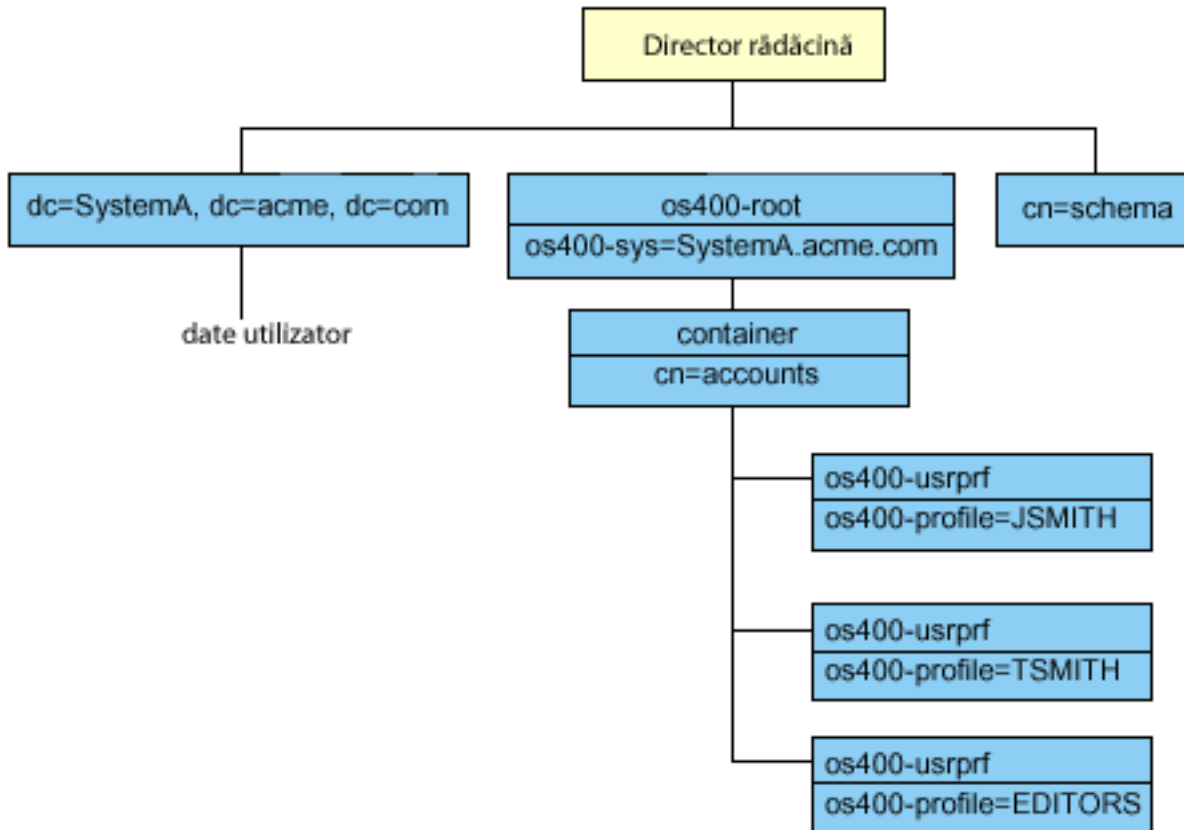 Director rădăcină
dc=SystemA, dc=acme, dc=com
os400-root
os400-sys=SystemA.acme.com
cn=schema
date utilizator
container
cn=accounts
os400-usrprf
os400-profile=JSMITH
os400-usrprf
os400-profile=TSMITH
os400-usrprf
os400-profile=EDITORS